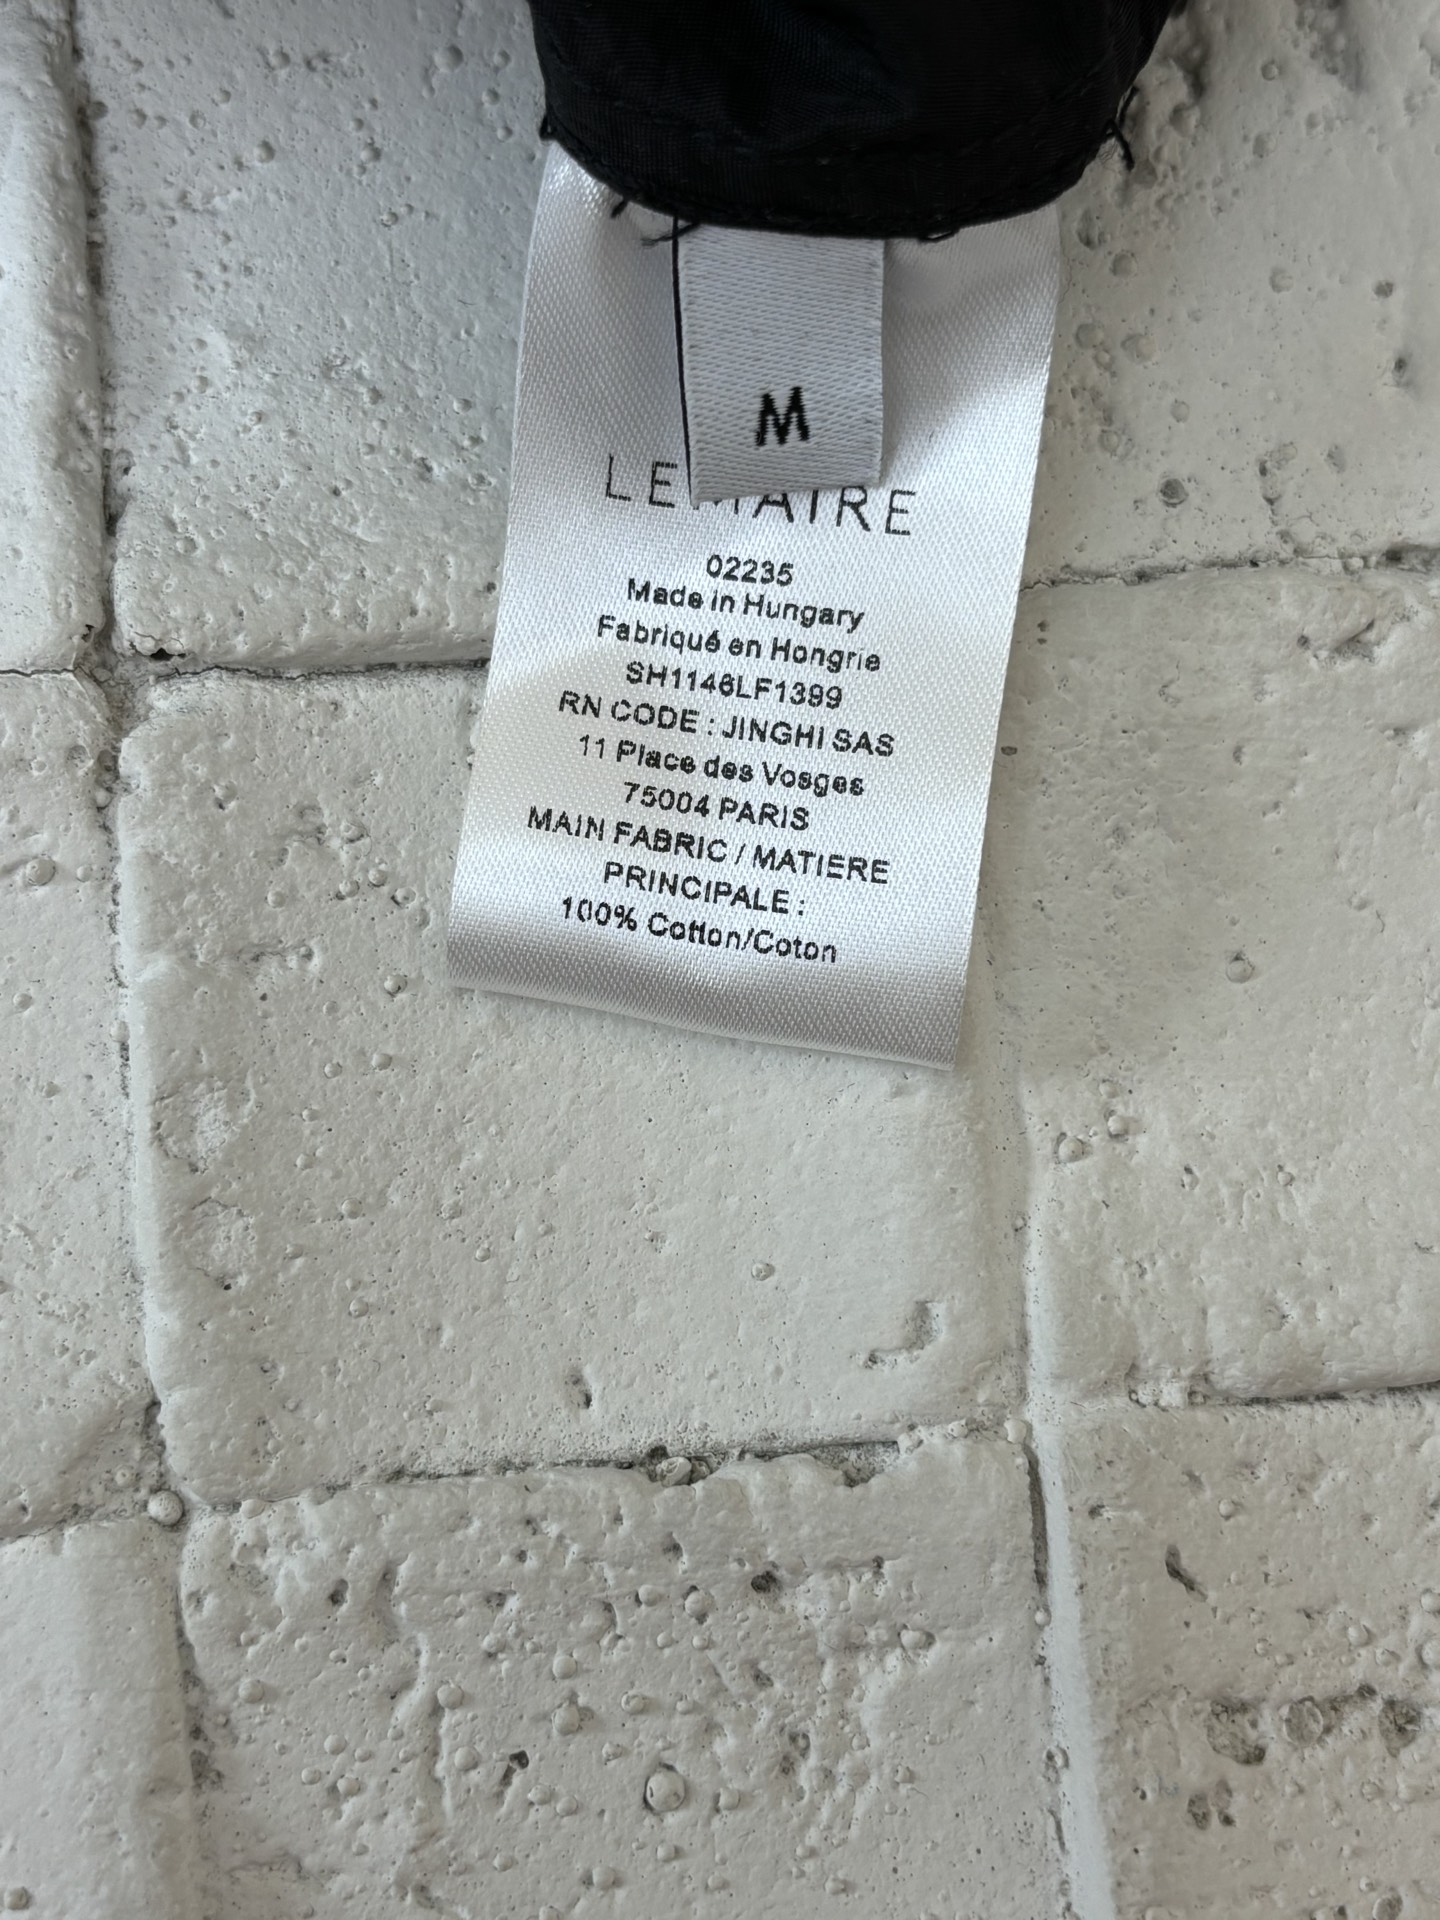 M
LEMAIRE
02235
Made in Hungary
Fabriqué en Hongrie
SH1146LF1399
RN CODE : JINGHI SAS
11 Place des Vosges
75004 PARIS
MAIN FABRIC / MATIERE
PRINCIPALE :
100% Cotton/Coton